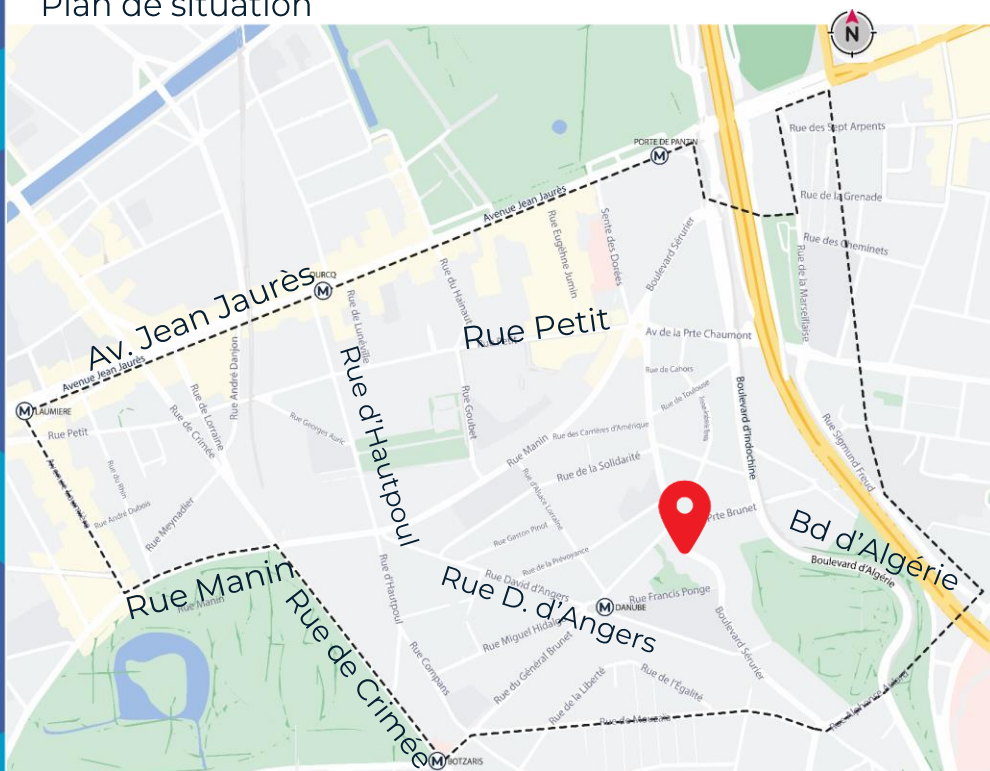 Plan de situation
N
Rue des Sept Arpents
PORTE DE PANTIN
M
Rue de la Grenade
Avenue Jean Jaurès
Rue Eugèhne Jumin
Sente des Dorées
Boulevard Sérurier
Rue des Cheminets
Rue de la Marseillaise
OURCQ
M
Rue du Hainaut
Rue de Lunéville
Av. Jean Jaurès
Rue Petit
Av de la Prte Chaumont
Avenue Jean Jaurès
Rue André Danjon
Rue d'Hautpoul
Rue de Cahors
Rue de Toulouse
Boulevard d'Indochine
M
LAUMIERE
Rue Petit
Rue de Lorraine
Rue de Crimée
Rue Georges Auric
Rue Goubet
Rue Manin
Rue des Carrières d'Amérique
Rue de la Solidarité
Rue Sigmund Freud
Rue du Rhin
Rue André Dubois
Rue Meynadier
Rue d'Alsace Lorraine
Rue Gaston Pinot
Prte Brunet
Bd d'Algérie
Boulevard d'Algérie
Rue de la Prévoyance
Rue David d'Angers
Rue D. d'Angers
M
DANUBE
Rue Francis Ponge
Rue Manin
Rue Manin
Rue d'Hautpoul
Rue de Crimée
Rue Miguel Hidalgo
Rue du Général Brunet
Boulevard Sérurier
Rue Compans
Rue de la Liberté
Rue de l'Égalité
Rue de Mouzaïa
M
BOTZARIS